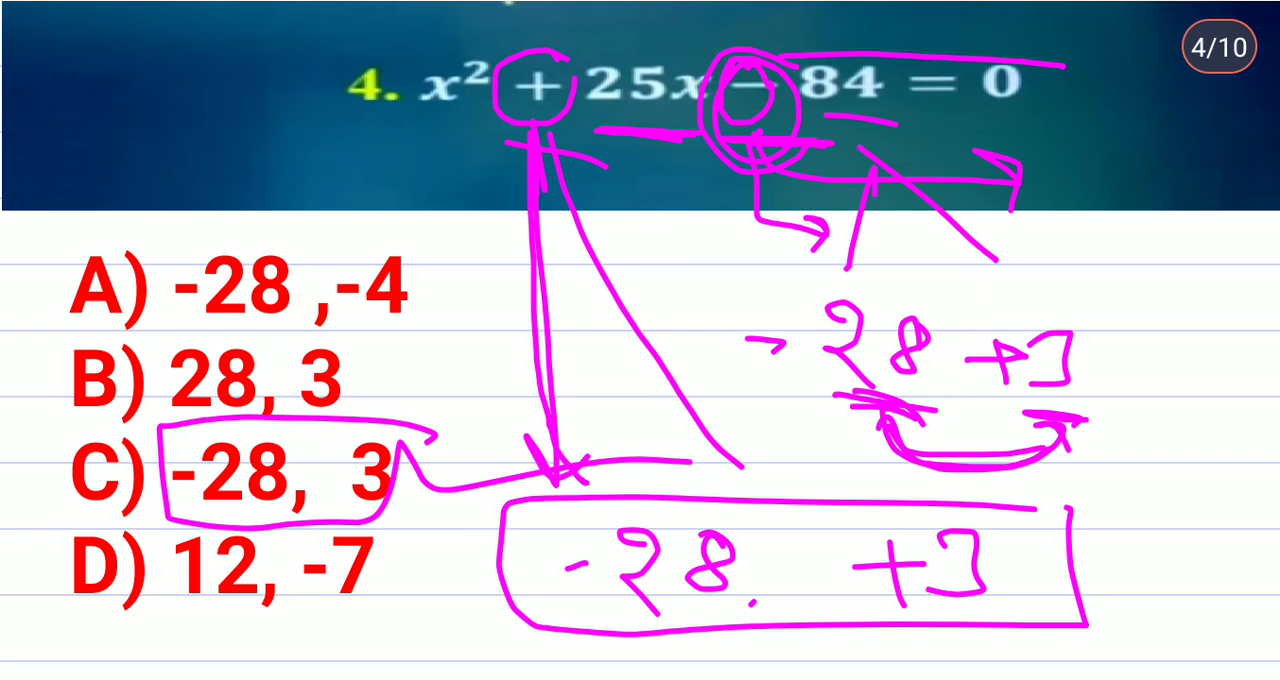 4/10
4. x² + 25x − 84 = 0
A) -28 ,-4
B) 28, 3
C) -28, 3
D) 12, -7
- 28 +3
- 28. +3